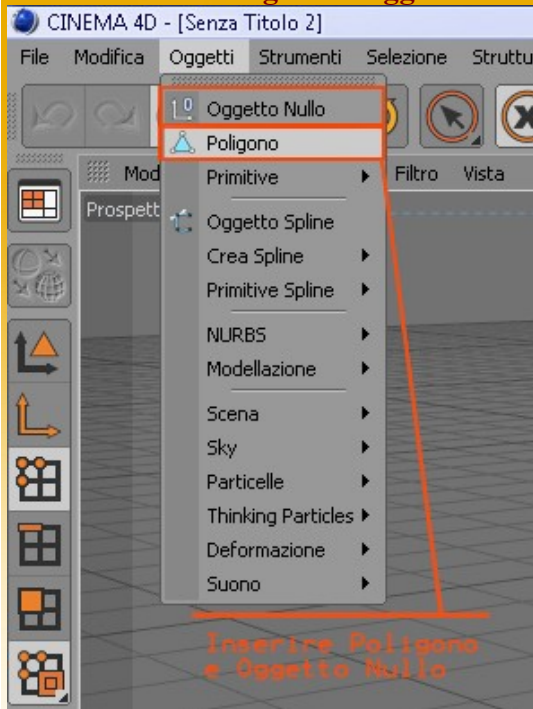 CINEMA 4D - [Senza Titolo 2]
File Modifica Oggetti Strumenti Selezione Struttu
Oggetto Nullo
Poligono
Mod Filtro Vista
Primitive
Prospett
Oggetto Spline
Crea Spline
Primitive Spline
NURBS
Modellazione
Scena
Sky
Particelle
Thinking Particles
Deformazione
Suono
Inserire Poligono
e Oggetto Nullo